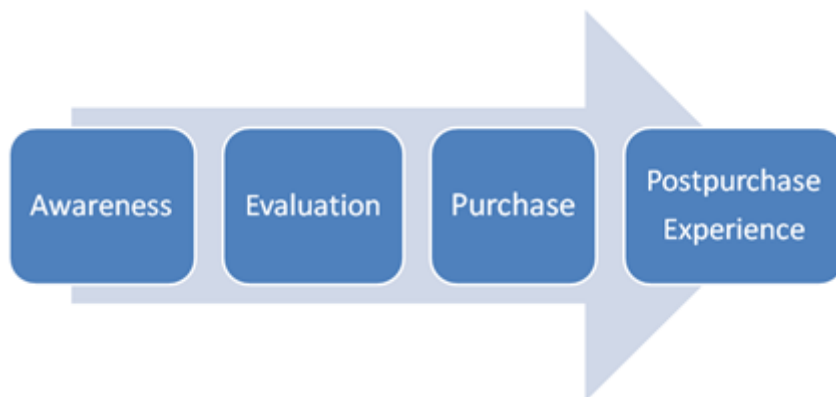 Awareness
Evaluation
Purchase
Postpurchase
Experience